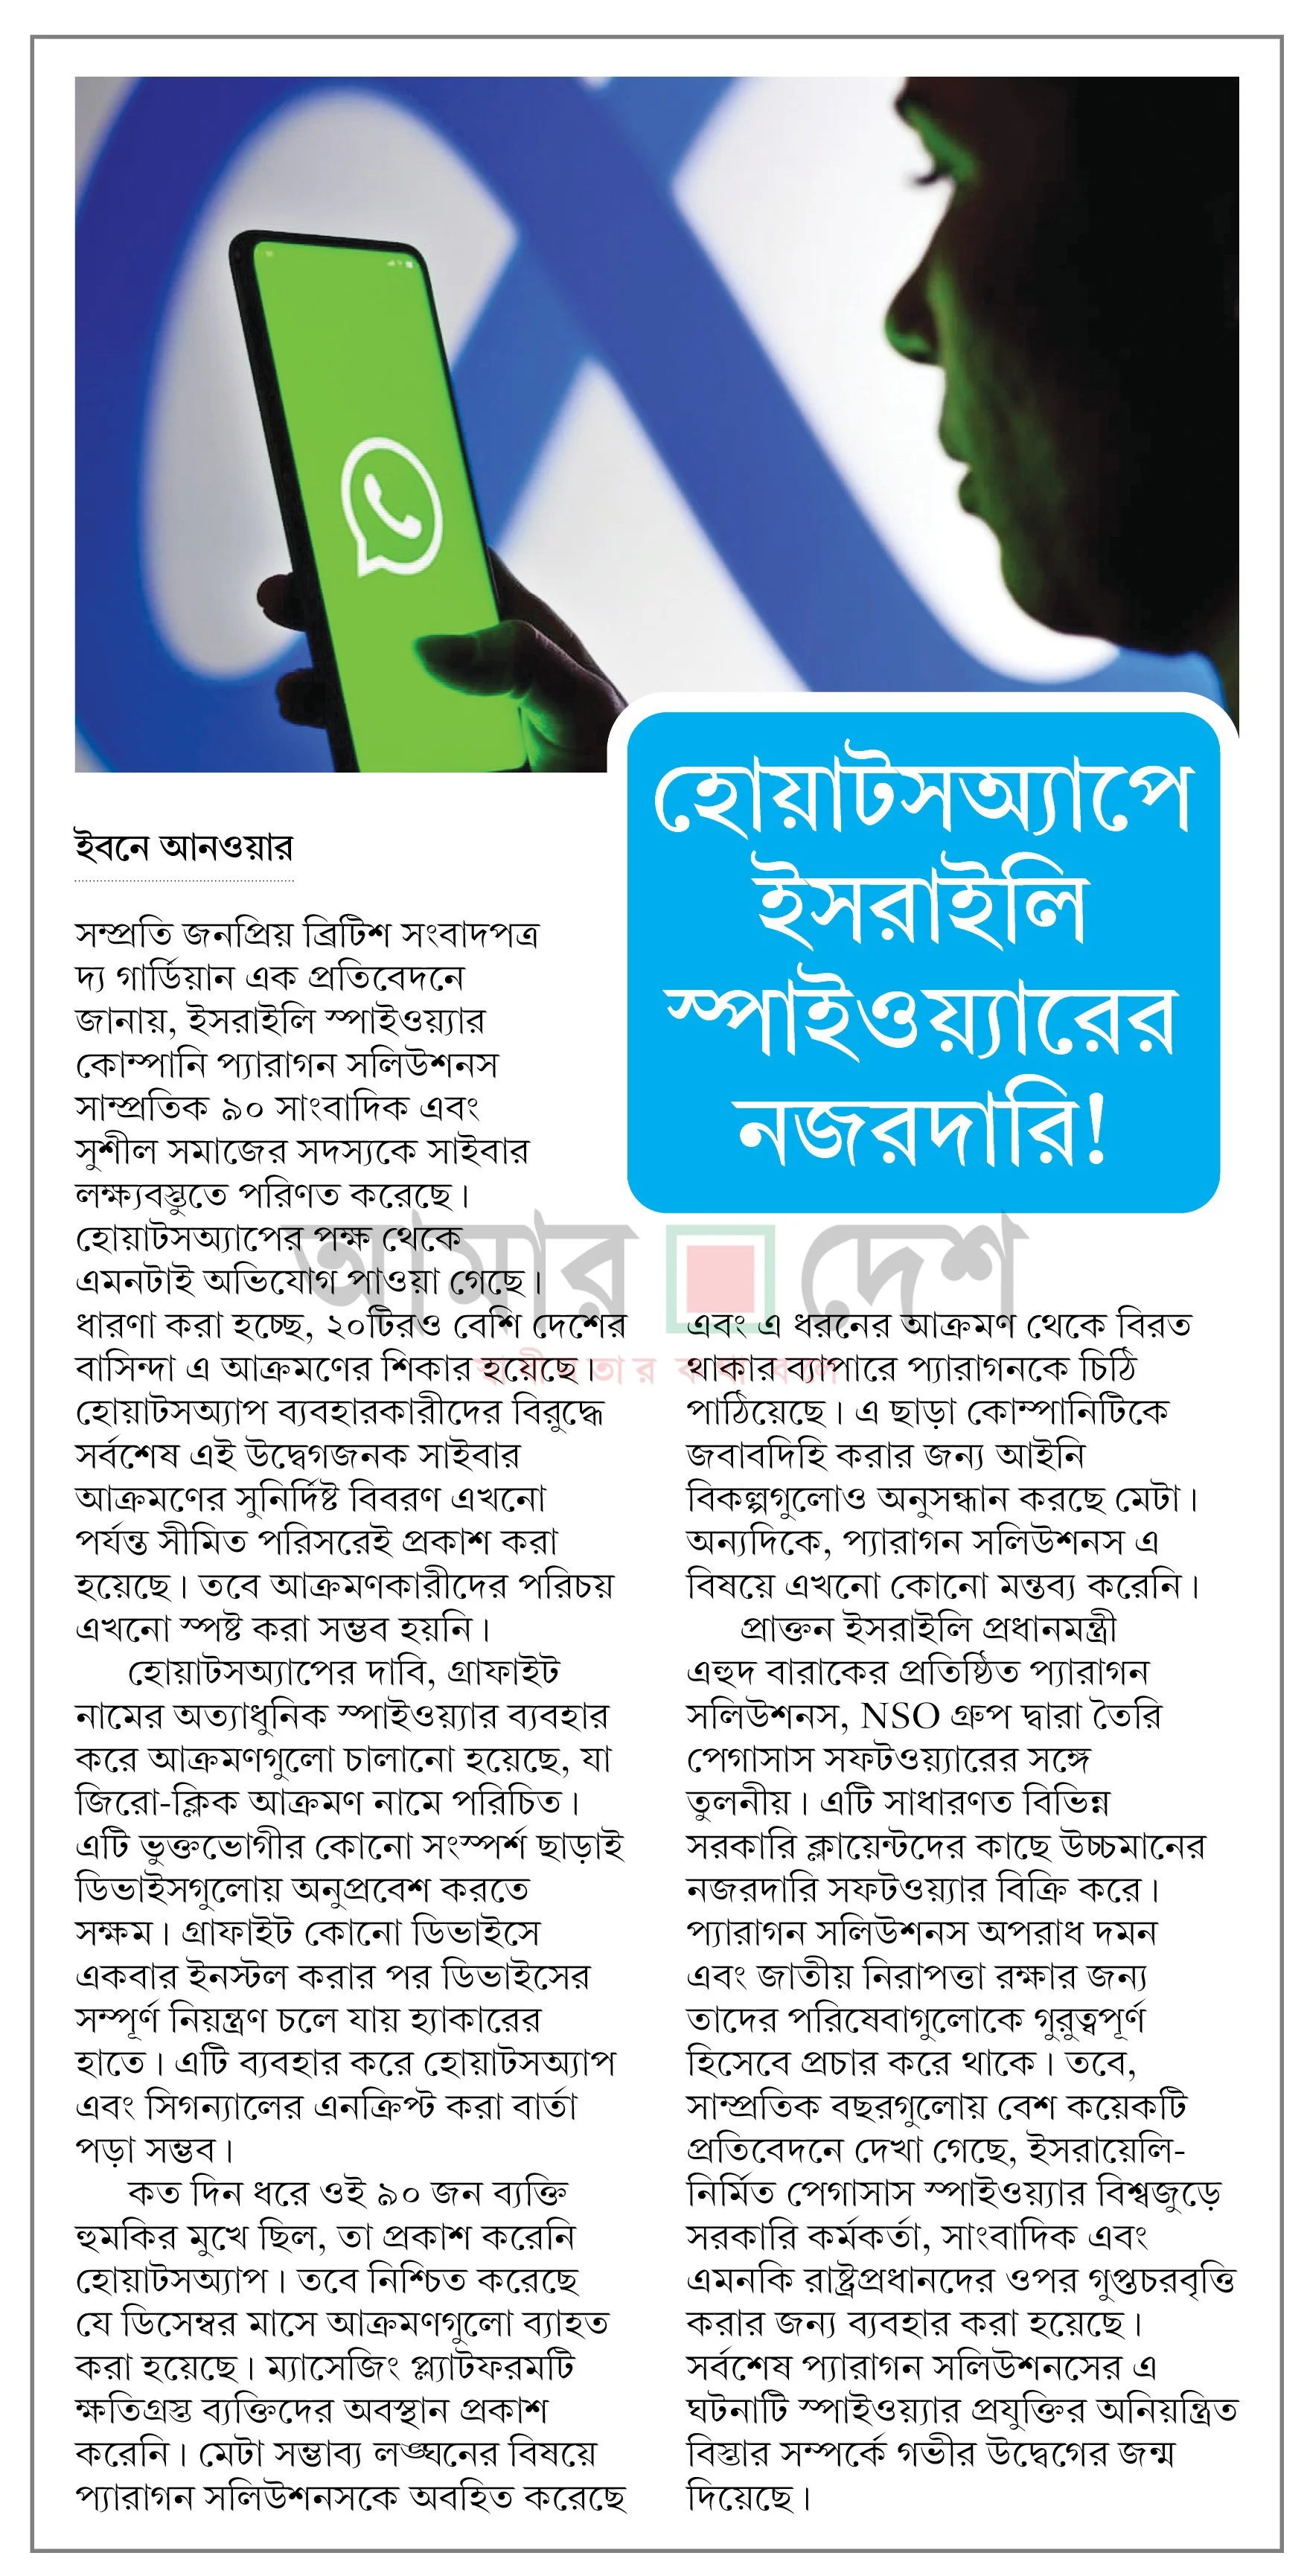 হোয়াটসঅ্যাপে
ইসরাইলি
স্পাইওয়্যারের
নজরদারি!
ইবনে আনওয়ার
সম্প্রতি জনপ্রিয় ব্রিটিশ সংবাদপত্র
দ্য গার্ডিয়ান এক প্রতিবেদনে
জানায়, ইসরাইলি স্পাইওয়্যার
কোম্পানি প্যারাগন সলিউশনস
সাম্প্রতিক ৯০ সাংবাদিক এবং
সুশীল সমাজের সদস্যকে সাইবার
লক্ষ্যবস্তুতে পরিণত করেছে।
হোয়াটসঅ্যাপের পক্ষ থেকে
এমনটাই অভিযোগ পাওয়া গেছে।
ধারণা করা হচ্ছে, ২০টিরও বেশি দেশের
বাসিন্দা এ আক্রমণের শিকার হয়েছে।
হোয়াটসঅ্যাপ ব্যবহারকারীদের বিরুদ্ধে
সর্বশেষ এই উদ্বেগজনক সাইবার
আক্রমণের সুনির্দিষ্ট বিবরণ এখনো
পর্যন্ত সীমিত পরিসরেই প্রকাশ করা
হয়েছে। তবে আক্রমণকারীদের পরিচয়
এখনো স্পষ্ট করা সম্ভব হয়নি।
হোয়াটসঅ্যাপের দাবি, গ্রাফাইট
নামের অত্যাধুনিক স্পাইওয়্যার ব্যবহার
করে আক্রমণগুলো চালানো হয়েছে, যা
জিরো-ক্লিক আক্রমণ নামে পরিচিত।
এটি ভুক্তভোগীর কোনো সংস্পর্শ ছাড়াই
ডিভাইসগুলোয় অনুপ্রবেশ করতে
সক্ষম। গ্রাফাইট কোনো ডিভাইসে
একবার ইনস্টল করার পর ডিভাইসের
সম্পূর্ণ নিয়ন্ত্রণ চলে যায় হ্যাকারের
হাতে। এটি ব্যবহার করে হোয়াটসঅ্যাপ
এবং সিগন্যালের এনক্রিপ্ট করা বার্তা
পড়া সম্ভব।
কত দিন ধরে ওই ৯০ জন ব্যক্তি
হুমকির মুখে ছিল, তা প্রকাশ করেনি
হোয়াটসঅ্যাপ। তবে নিশ্চিত করেছে
যে ডিসেম্বর মাসে আক্রমণগুলো ব্যাহত
করা হয়েছে। ম্যাসেজিং প্ল্যাটফরমটি
ক্ষতিগ্রস্ত ব্যক্তিদের অবস্থান প্রকাশ
করেনি। মেটা সম্ভাব্য লঙ্ঘনের বিষয়ে
প্যারাগন সলিউশনসকে অবহিত করেছে
এবং এ ধরনের আক্রমণ থেকে বিরত
থাকার ব্যাপারে প্যারাগনকে চিঠি
পাঠিয়েছে। এ ছাড়া কোম্পানিটিকে
জবাবদিহি করার জন্য আইনি
বিকল্পগুলোও অনুসন্ধান করছে মেটা।
অন্যদিকে, প্যারাগন সলিউশনস এ
বিষয়ে এখনো কোনো মন্তব্য করেনি।
প্রাক্তন ইসরাইলি প্রধানমন্ত্রী
এহুদ বারাকের প্রতিষ্ঠিত প্যারাগন
সলিউশনস, NSO গ্রুপ দ্বারা তৈরি
পেগাসাস সফটওয়্যারের সঙ্গে
তুলনীয়। এটি সাধারণত বিভিন্ন
সরকারি ক্লায়েন্টদের কাছে উচ্চমানের
নজরদারি সফটওয়্যার বিক্রি করে।
প্যারাগন সলিউশনস অপরাধ দমন
এবং জাতীয় নিরাপত্তা রক্ষার জন্য
তাদের পরিষেবাগুলোকে গুরুত্বপূর্ণ
হিসেবে প্রচার করে থাকে। তবে,
সাম্প্রতিক বছরগুলোয় বেশ কয়েকটি
প্রতিবেদনে দেখা গেছে, ইসরায়েলি-
নির্মিত পেগাসাস স্পাইওয়্যার বিশ্বজুড়ে
সরকারি কর্মকর্তা, সাংবাদিক এবং
এমনকি রাষ্ট্রপ্রধানদের ওপর গুপ্তচরবৃত্তি
করার জন্য ব্যবহার করা হয়েছে।
সর্বশেষ প্যারাগন সলিউশনসের এ
ঘটনাটি স্পাইওয়্যার প্রযুক্তির অনিয়ন্ত্রিত
বিস্তার সম্পর্কে গভীর উদ্বেগের জন্ম
দিয়েছে।
আমার দেশ
স্বাধীনতার কথা বলে